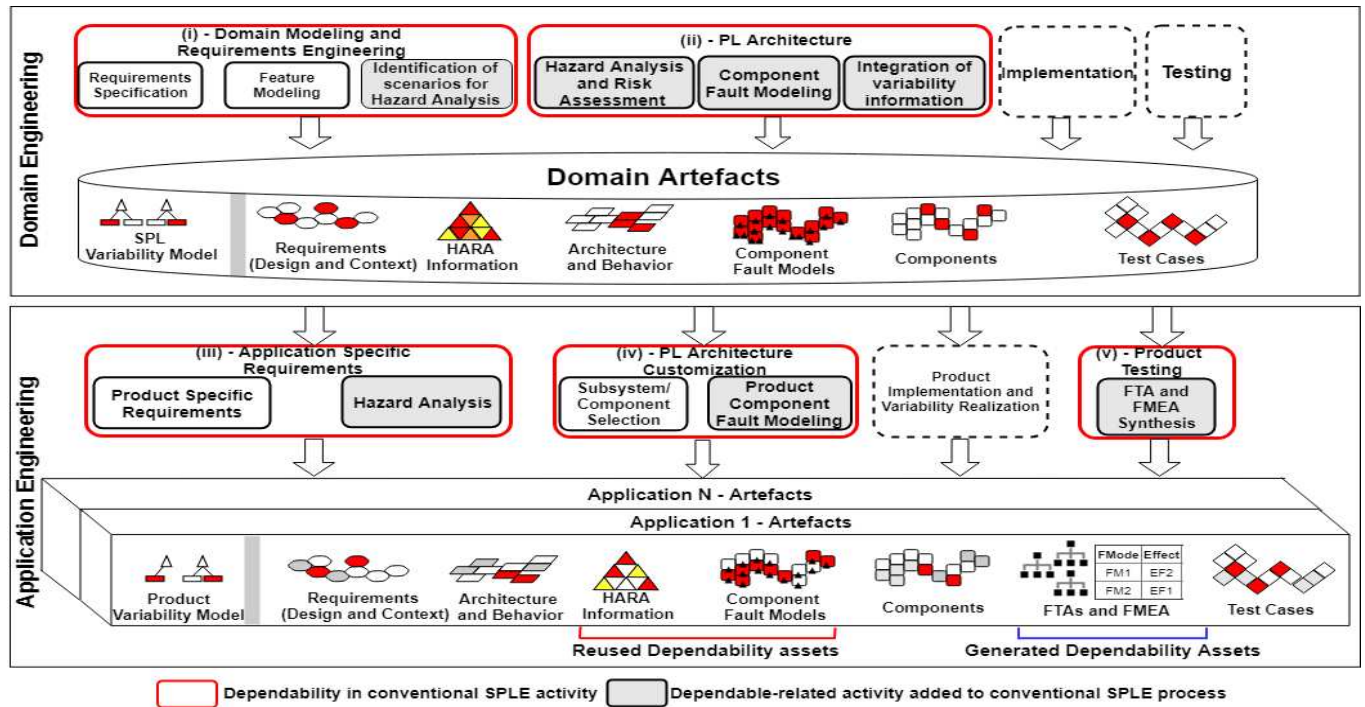 Domain Engineering
(i) - Domain Modeling and
Requirements Engineering
Requirements
Specification
Feature
Modeling
Identification of
scenarios for
Hazard Analysis
(ii) - PL Architecture
Hazard Analysis
and Risk
Assessment
Component
Fault Modeling
Integration of
variability
information
Implementation
Testing
Domain Artefacts
SPL
Variability Model
Requirements
(Design and Context)
HARA
Information
Architecture
and Behavior
Component
Fault Models
Components
Test Cases
Application Engineering
(iii) - Application Specific
Requirements
Product Specific
Requirements
Hazard Analysis
(iv) - PL Architecture
Customization
Subsystem/
Component
Selection
Product
Component
Fault Modeling
Product
Implementation and
Variability Realization
(v) - Product
Testing
FTA and
FMEA
Synthesis
Application N - Artefacts
Application 1 - Artefacts
Product
Variability Model
Requirements
(Design and Context)
Architecture
and Behavior
HARA
Information
Component
Fault Models
Components
FMode Effect
FM1 EF2
FM2 EF1
FTAs and FMEA
Test Cases
Reused Dependability assets
Generated Dependability Assets
Dependability in conventional SPLE activity
Dependable-related activity added to conventional SPLE process